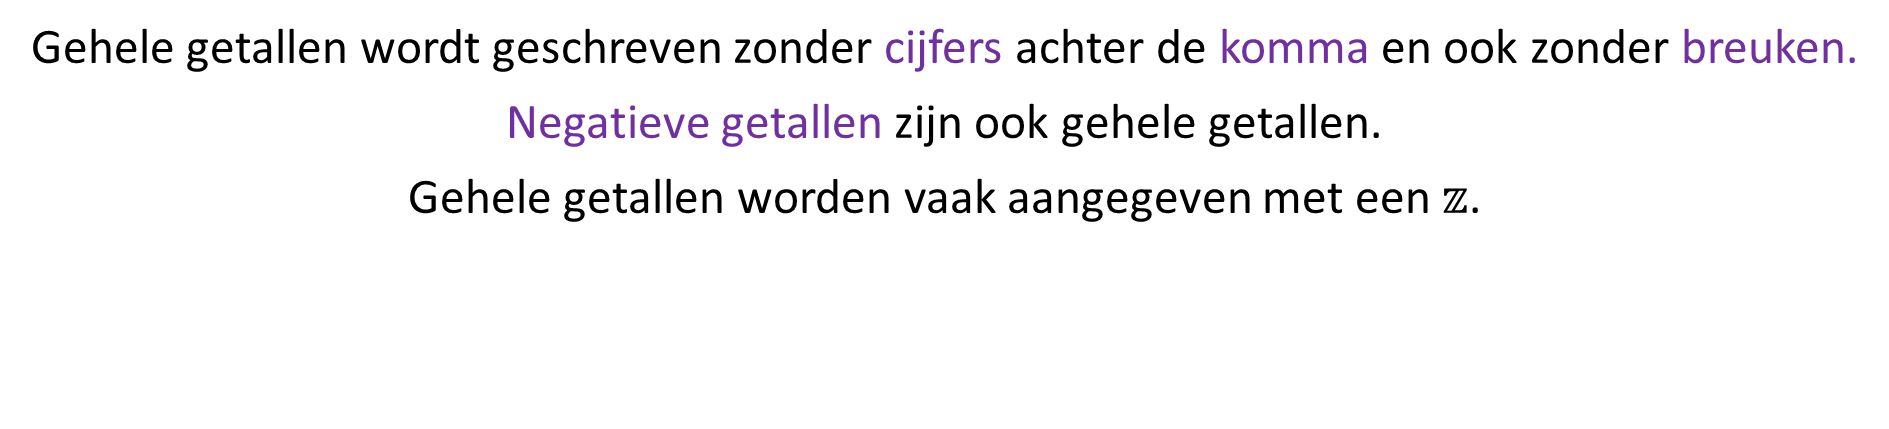 Gehele getallen wordt geschreven zonder cijfers achter de komma en ook zonder breuken.
Negatieve getallen zijn ook gehele getallen.
Gehele getallen worden vaak aangegeven met een ℤ.